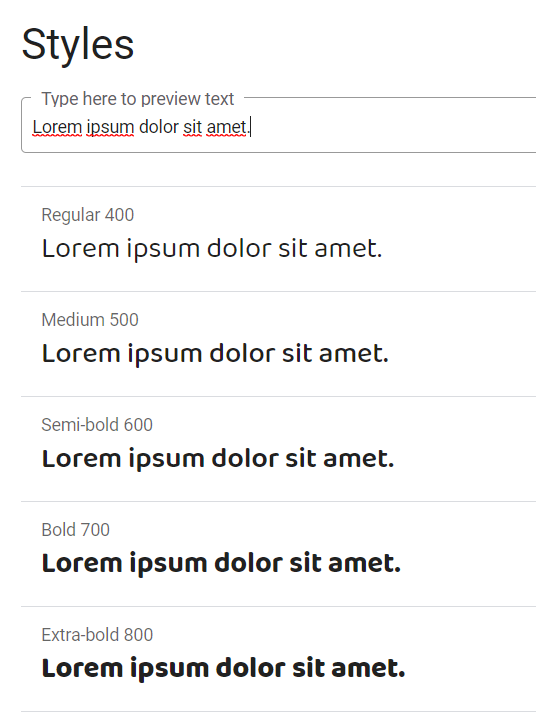 Styles
Type here to preview text
Lorem ipsum dolor sit amet.
Regular 400
Lorem ipsum dolor sit amet.
Medium 500
Lorem ipsum dolor sit amet.
Semi-bold 600
Lorem ipsum dolor sit amet.
Bold 700
Lorem ipsum dolor sit amet.
Extra-bold 800
Lorem ipsum dolor sit amet.